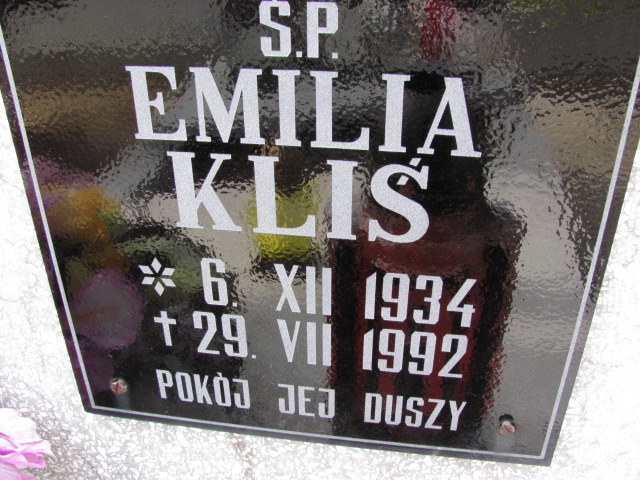 Ś.P.
EMILIA
KLIŚ
6. XII 1934
† 29. VII 1992
POKÓJ JEJ DUSZY